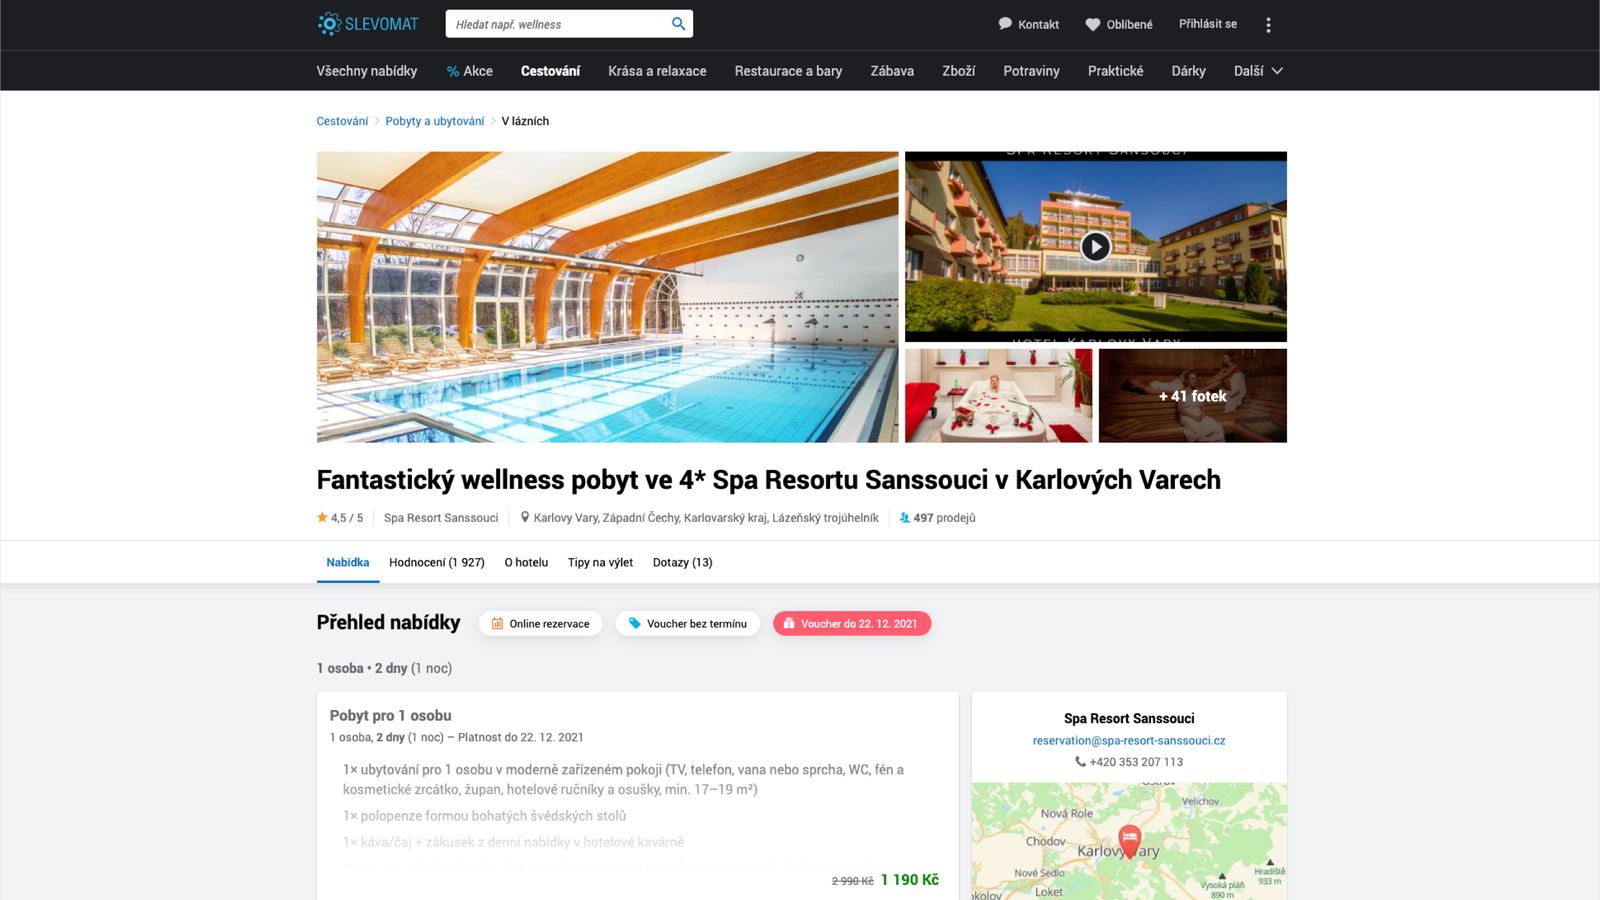 SLEVOMAT
Hledat např. wellness
Kontakt
Oblíbené
Přihlásit se
Všechny nabídky
% Akce
Cestování
Krása a relaxace
Restaurace a bary
Zábava
Zboží
Potraviny
Praktické
Dárky
Další
Cestování > Pobyty a ubytování > V lázních
SPA RESORT SANSSOUCI
HOTEL KARLOVY VARY
+ 41 fotek
Fantastický wellness pobyt ve 4* Spa Resortu Sanssouci v Karlových Varech
4,5 / 5
Spa Resort Sanssouci
Karlovy Vary, Západní Čechy, Karlovarský kraj, Lázeňský trojúhelník
497 prodejů
Nabídka
Hodnocení (1 927)
O hotelu
Tipy na výlet
Dotazy (13)
Přehled nabídky
Online rezervace
Voucher bez termínu
Voucher do 22. 12. 2021
1 osoba • 2 dny (1 noc)
Pobyt pro 1 osobu
1 osoba, 2 dny (1 noc) – Platnost do 22. 12. 2021
1× ubytování pro 1 osobu v moderně zařízeném pokoji (TV, telefon, vana nebo sprcha, WC, fén a
kosmetické zrcátko, župan, hotelové ručníky a osušky, min. 17–19 m²)
1× polopenze formou bohatých švédských stolů
1× káva/čaj + zákusek z denní nabídky v hotelové kavárně
2 990 Kč 1 190 Kč
Spa Resort Sanssouci
reservation@spa-resort-sanssouci.cz
+420 353 207 113
Ostrov
Velichov
Nová Role
Chodov
Karlovy Vary
Nové Sedlo
Loket
Hradiště
933 m
Vysoká pláň
890 m